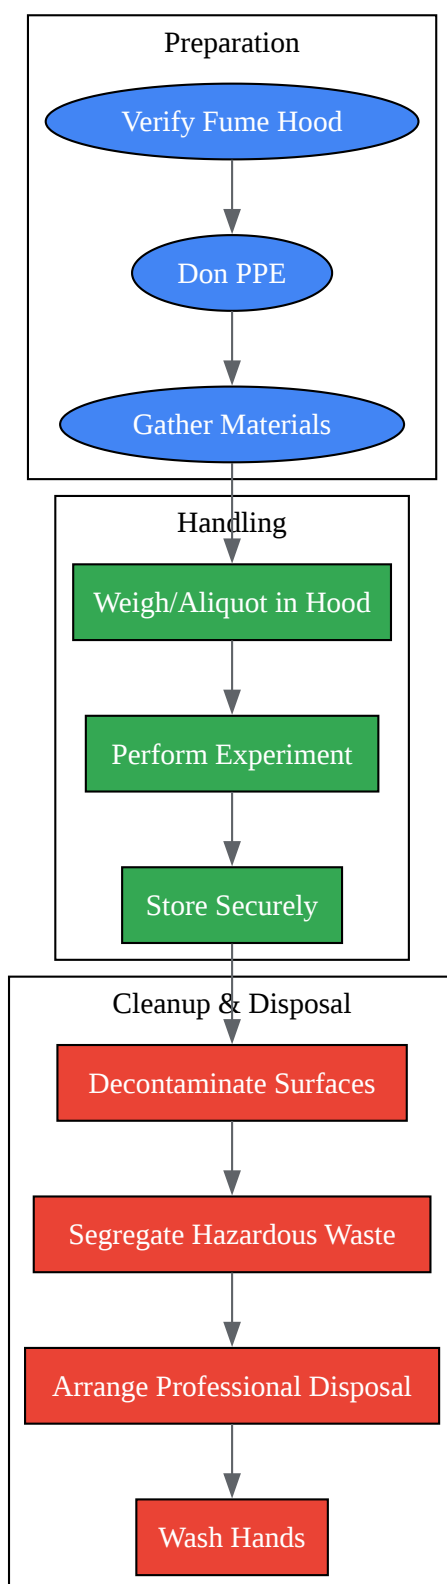 Preparation
Verify Fume Hood
Don PPE
Gather Materials
Handling
Weigh/Aliquot in Hood
Perform Experiment
Store Securely
Cleanup & Disposal
Decontaminate Surfaces
Segregate Hazardous Waste
Arrange Professional Disposal
Wash Hands